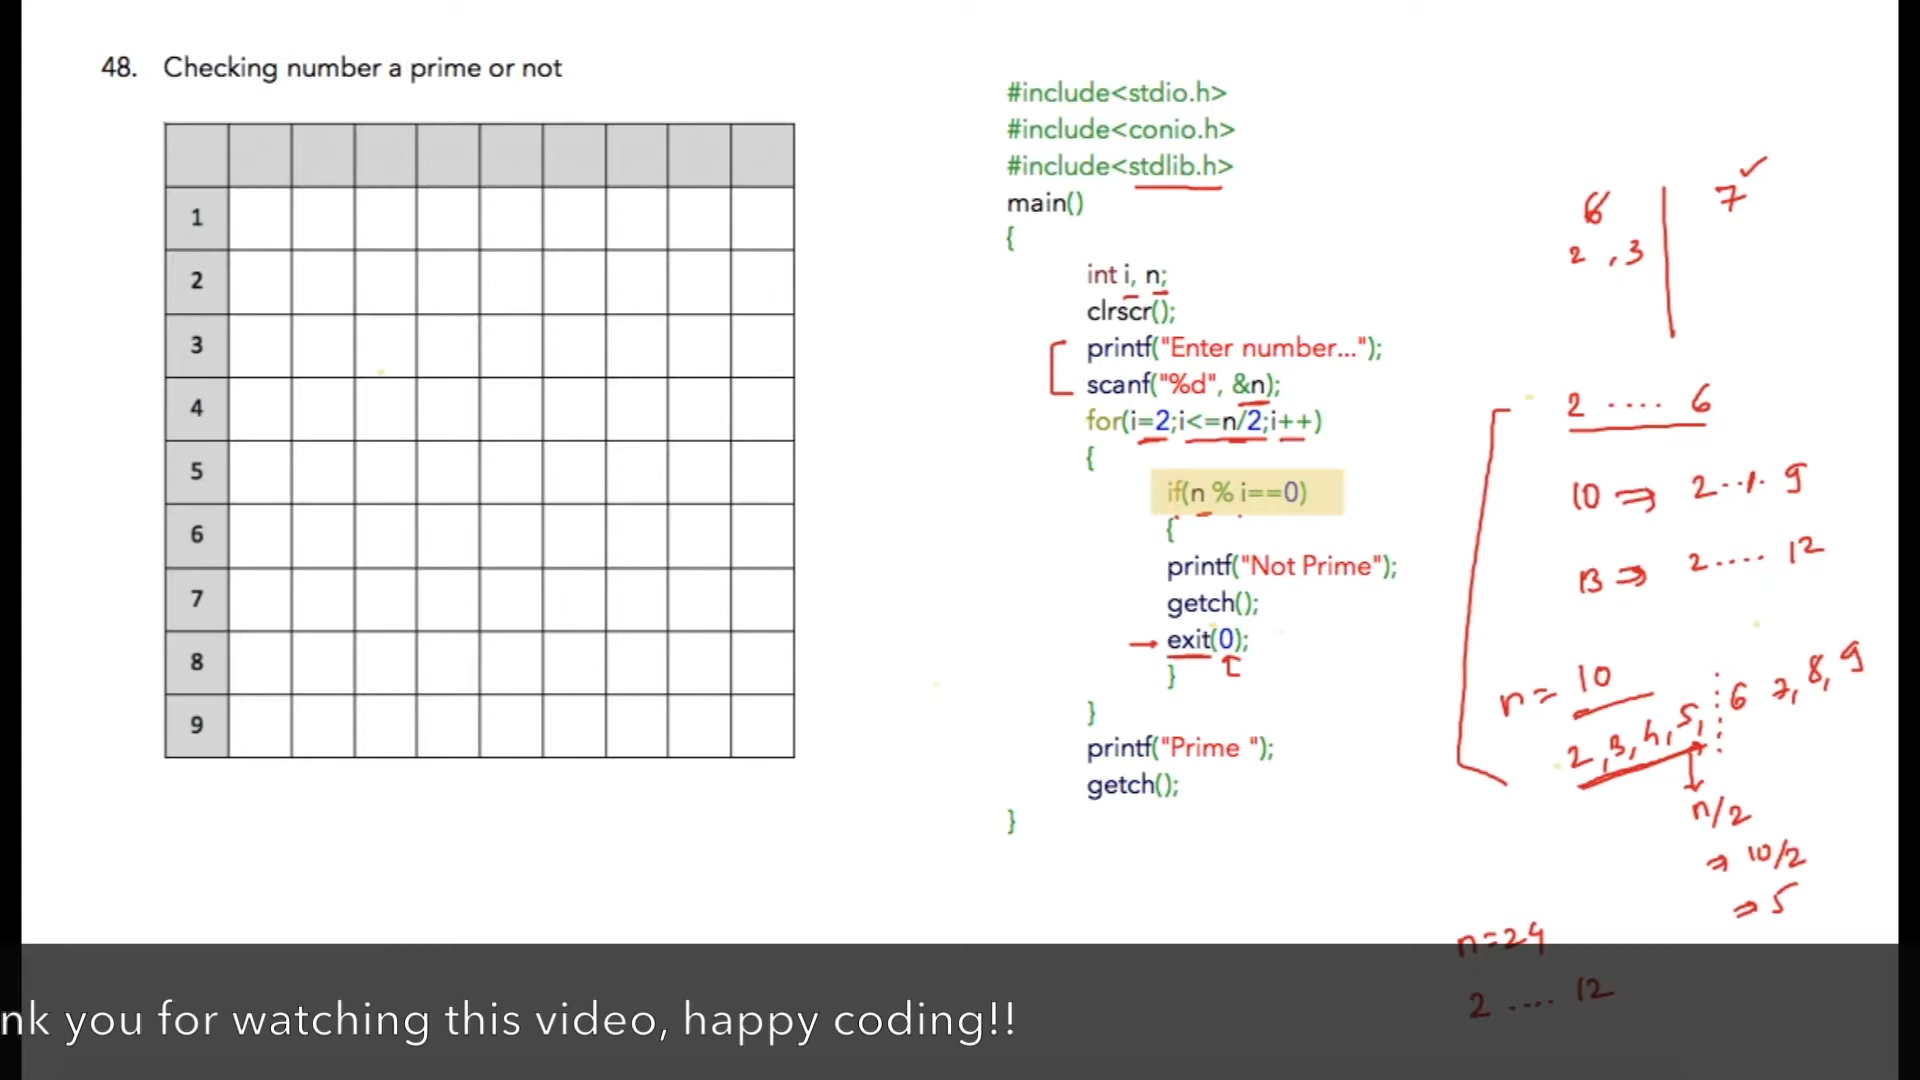 48. Checking number a prime or not
1
2
3
4
5
6
7
8
9
#include<stdio.h>
#include<conio.h>
#include<stdlib.h>
main()
{
int i, n;
clrscr();
printf("Enter number...");
scanf("%d", &n);
for(i=2;i<=n/2;i++)
{
if(n % i==0)
{
printf("Not Prime");
getch();
exit(0);
}
}
printf("Prime ");
getch();
}
6 7
2 , 3
2 .... 6
10 ⇒ 2 .... 9
13 ⇒ 2 .... 12
n = 10
2, 3, 4, 5, 6 7, 8, 9
n/2
⇒ 10/2
⇒ 5
n=24
2 .... 12
nk you for watching this video, happy coding!!